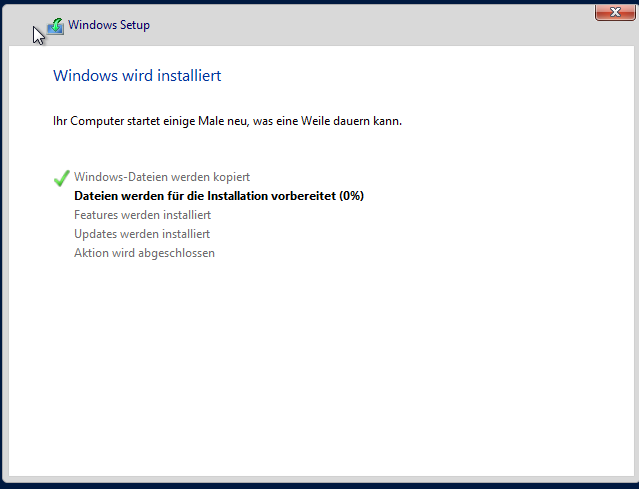 Windows Setup
Windows wird installiert
Ihr Computer startet einige Male neu, was eine Weile dauern kann.
Windows-Dateien werden kopiert
Dateien werden für die Installation vorbereitet (0%)
Features werden installiert
Updates werden installiert
Aktion wird abgeschlossen